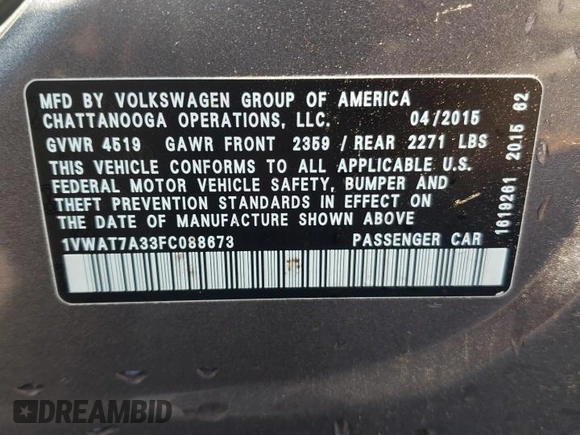 MFD BY VOLKSWAGEN GROUP OF AMERICA
CHATTANOOGA OPERATIONS, LLC. 04/2015
GVWR 4519 GAWR FRONT 2359 / REAR 2271 LBS
THIS VEHICLE CONFORMS TO ALL APPLICABLE U.S.
FEDERAL MOTOR VEHICLE SAFETY, BUMPER AND
THEFT PREVENTION STANDARDS IN EFFECT ON
THE DATE OF MANUFACTURE SHOWN ABOVE.
1VWAT7A33FC088673 PASSENGER CAR
1619261 2015 62
DREAMBID